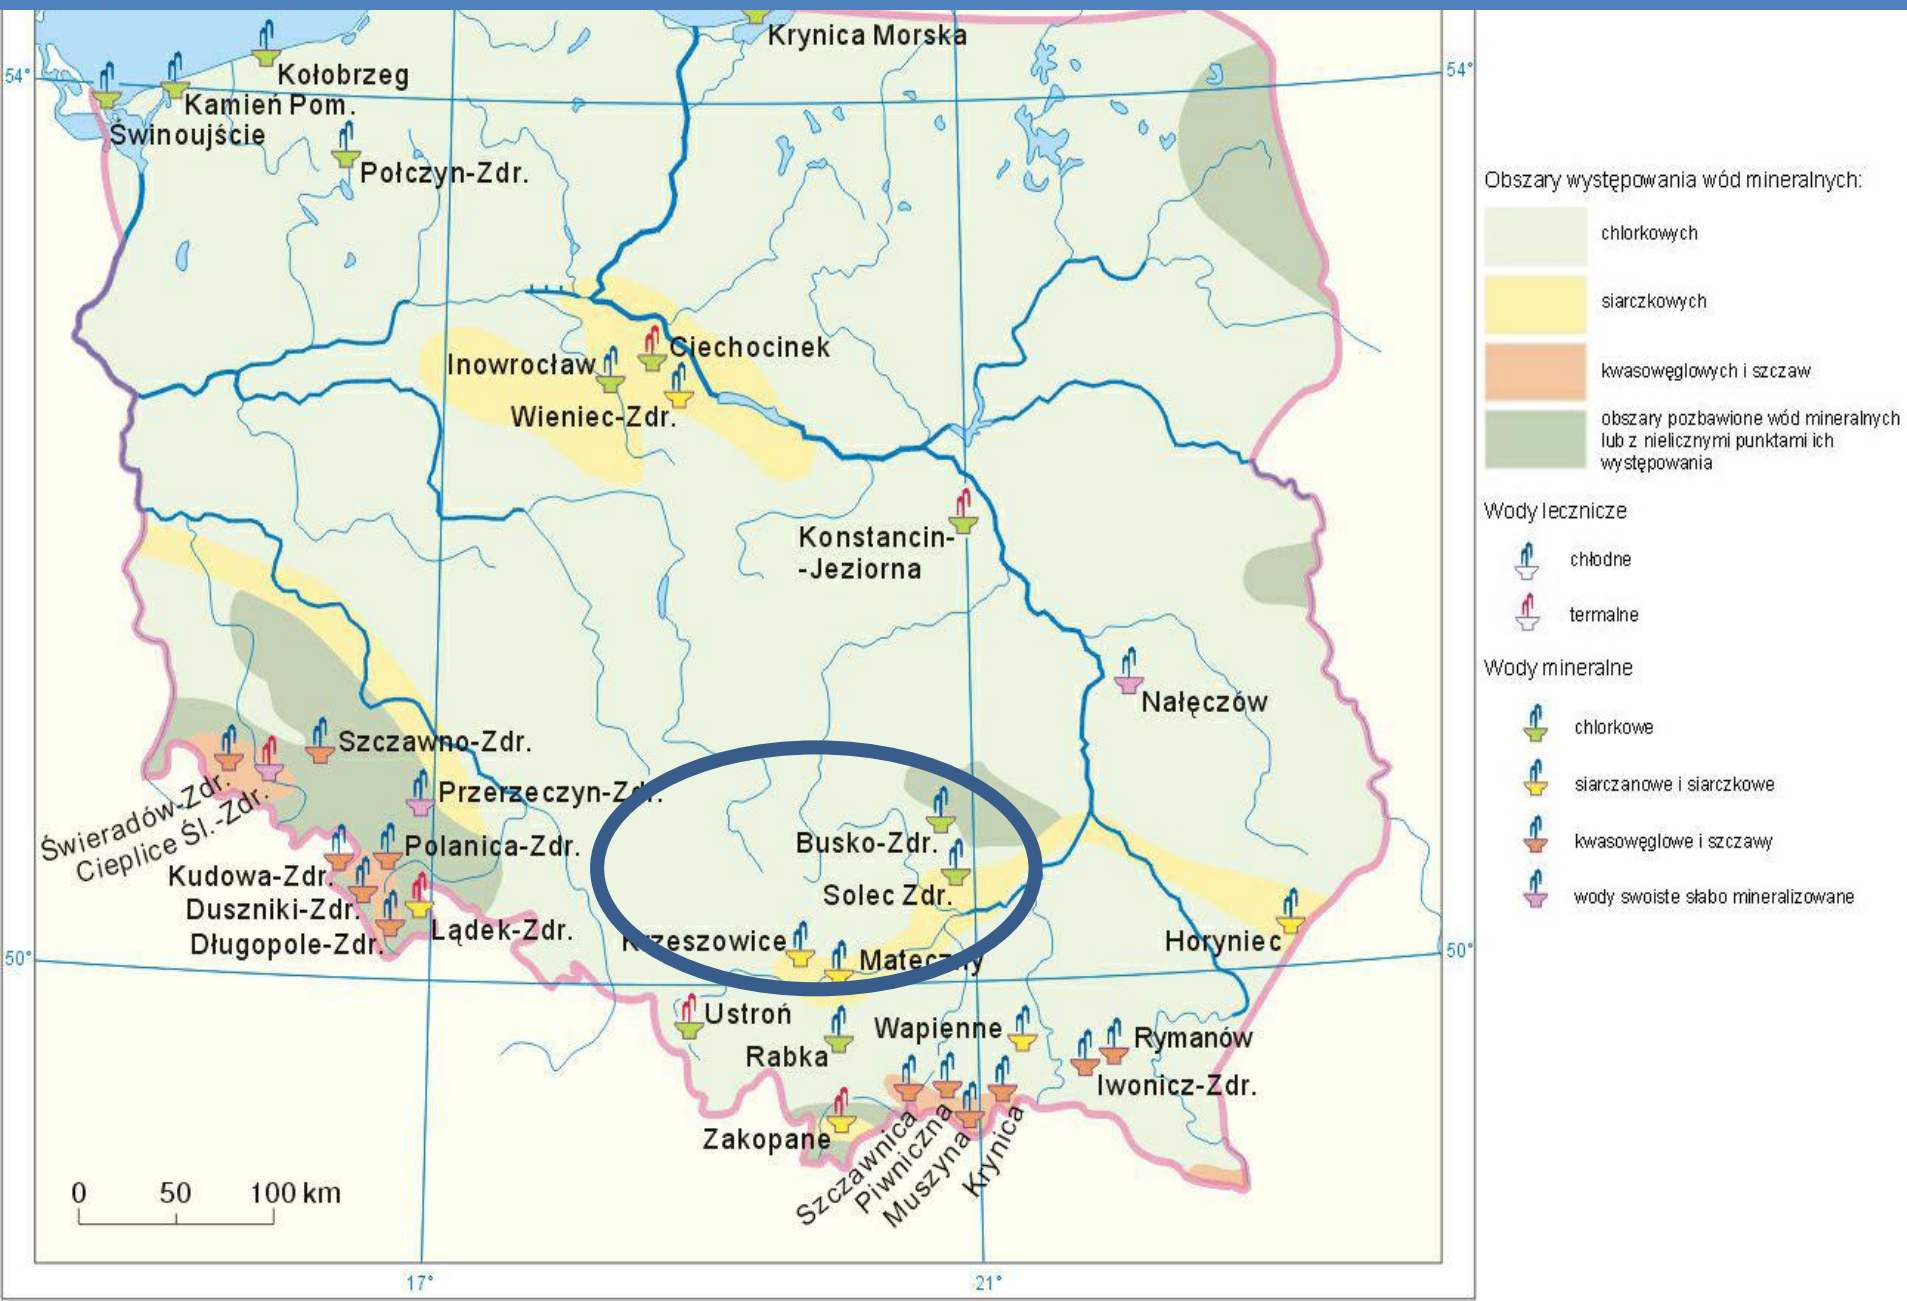 Krynica Morska
54°
54°
Kołobrzeg
Kamień Pom.
Świnoujście
Połczyn-Zdr.
Ciechocinek
Inowrocław
Wieniec-Zdr.
Konstancin-
-Jeziorna
Nałęczów
Szczawno-Zdr.
Przerzeczyn-Zdr.
Świeradów-Zdr.
Cieplice Śl.-Zdr.
Polanica-Zdr.
Kudowa-Zdr.
Duszniki-Zdr.
Długopole-Zdr.
Lądek-Zdr.
Busko-Zdr.
Solec Zdr.
Krzeszowice
Mateczny
Horyniec
50°
50°
Ustroń
Rabka
Wapienne
Rymanów
Iwonicz-Zdr.
Zakopane
Szczawnica
Piwniczna
Muszyna
Krynica
0 50 100 km
17°
21°
Obszary występowania wód mineralnych:
chlorkowych
siarczkowych
kwasowęglowych i szczaw
obszary pozbawione wód mineralnych
lub z nielicznymi punktami ich
występowania
Wody lecznicze
chłodne
termalne
Wody mineralne
chlorkowe
siarczanowe i siarczkowe
kwasowęglowe i szczawy
wody swoiste słabo mineralizowane